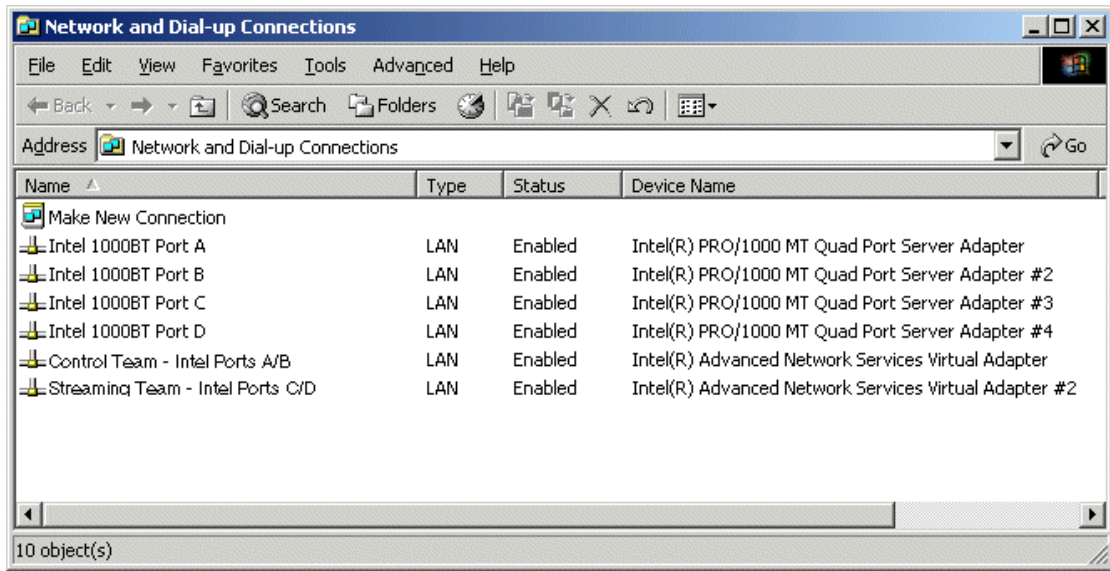 Network and Dial-up Connections
File Edit View Favorites Tools Advanced Help
Back Search Folders
Address Network and Dial-up Connections Go
Name Type Status Device Name
Make New Connection
Intel 1000BT Port A LAN Enabled Intel(R) PRO/1000 MT Quad Port Server Adapter
Intel 1000BT Port B LAN Enabled Intel(R) PRO/1000 MT Quad Port Server Adapter #2
Intel 1000BT Port C LAN Enabled Intel(R) PRO/1000 MT Quad Port Server Adapter #3
Intel 1000BT Port D LAN Enabled Intel(R) PRO/1000 MT Quad Port Server Adapter #4
Control Team - Intel Ports A/B LAN Enabled Intel(R) Advanced Network Services Virtual Adapter
Streaming Team - Intel Ports C/D LAN Enabled Intel(R) Advanced Network Services Virtual Adapter #2
10 object(s)